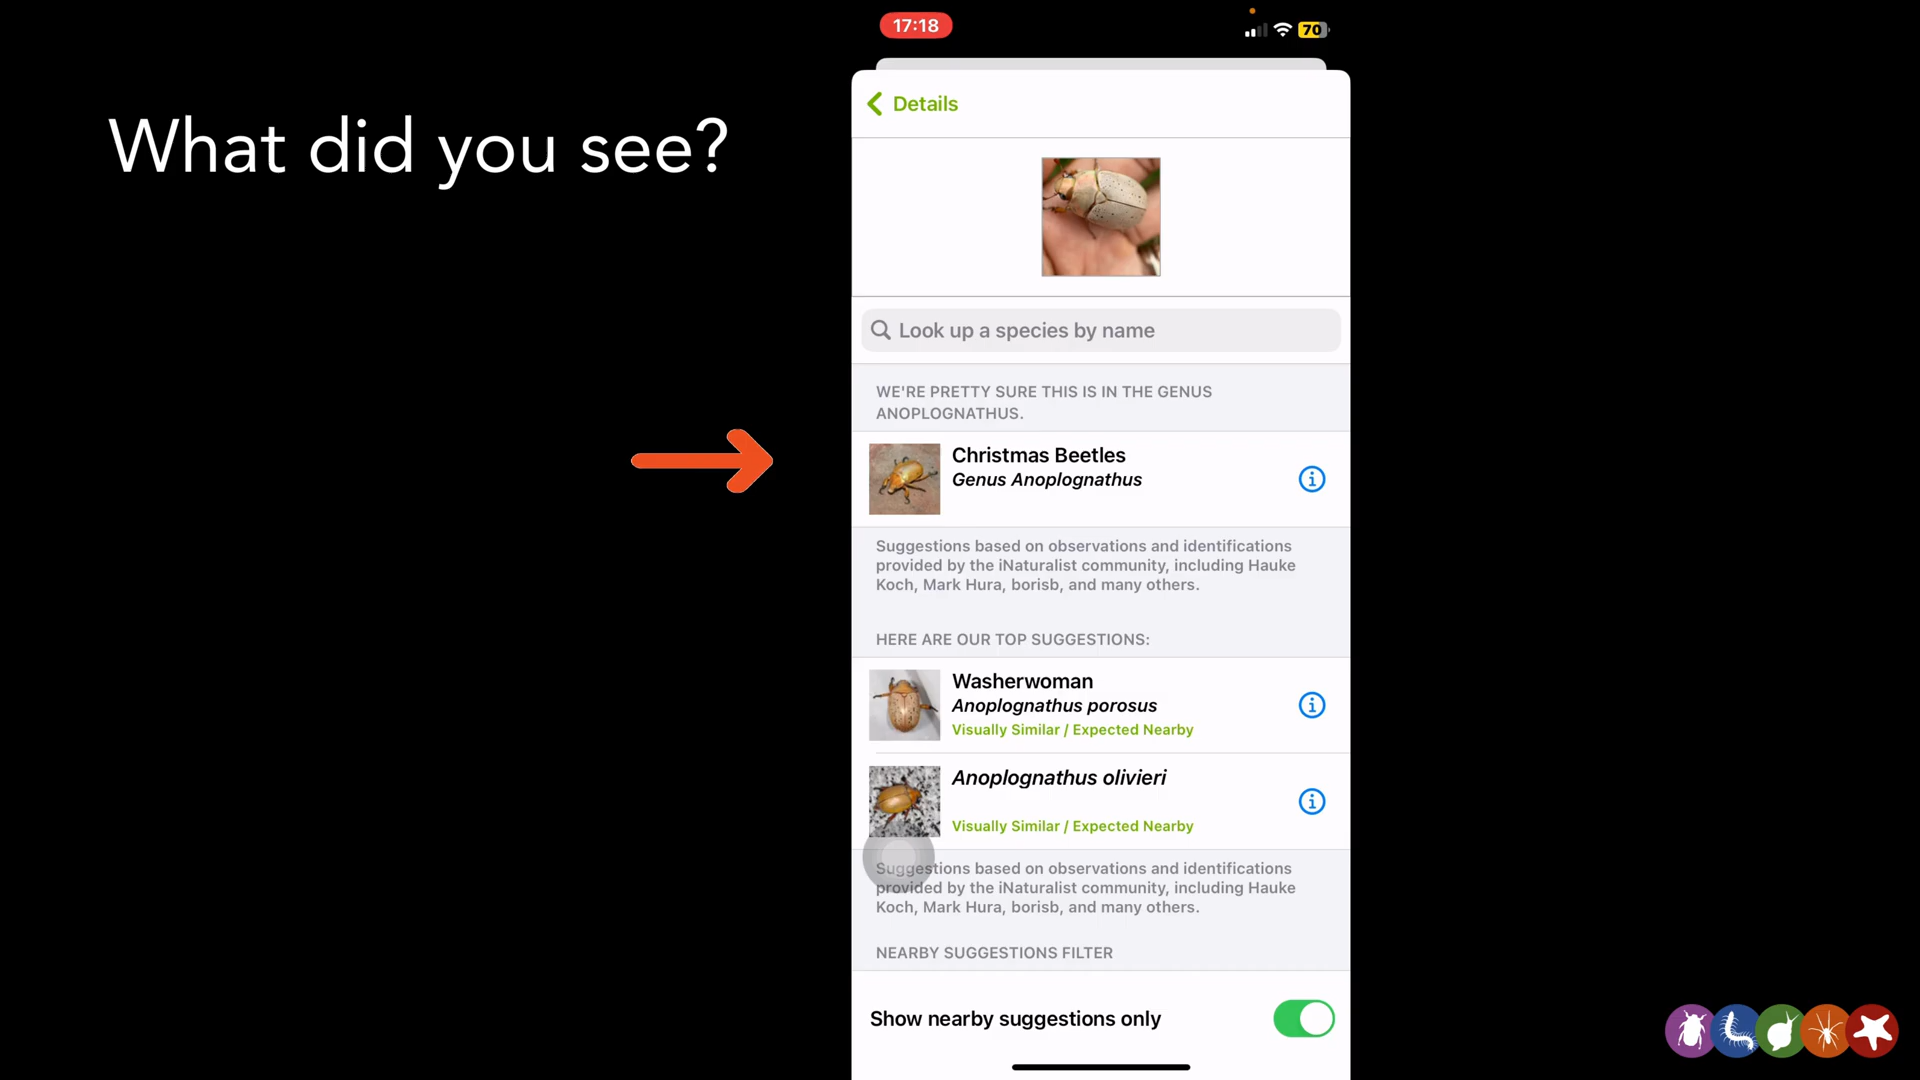 What did you see?
17:18
70
Details
Look up a species by name
WE'RE PRETTY SURE THIS IS IN THE GENUS
ANOPLOGNATHUS.
Christmas Beetles
Genus Anoplognathus
Suggestions based on observations and identifications
provided by the iNaturalist community, including Hauke
Koch, Mark Hura, borisb, and many others.
HERE ARE OUR TOP SUGGESTIONS:
Washerwoman
Anoplognathus porosus
Visually Similar / Expected Nearby
Anoplognathus olivieri
Visually Similar / Expected Nearby
Suggestions based on observations and identifications
provided by the iNaturalist community, including Hauke
Koch, Mark Hura, borisb, and many others.
NEARBY SUGGESTIONS FILTER
Show nearby suggestions only